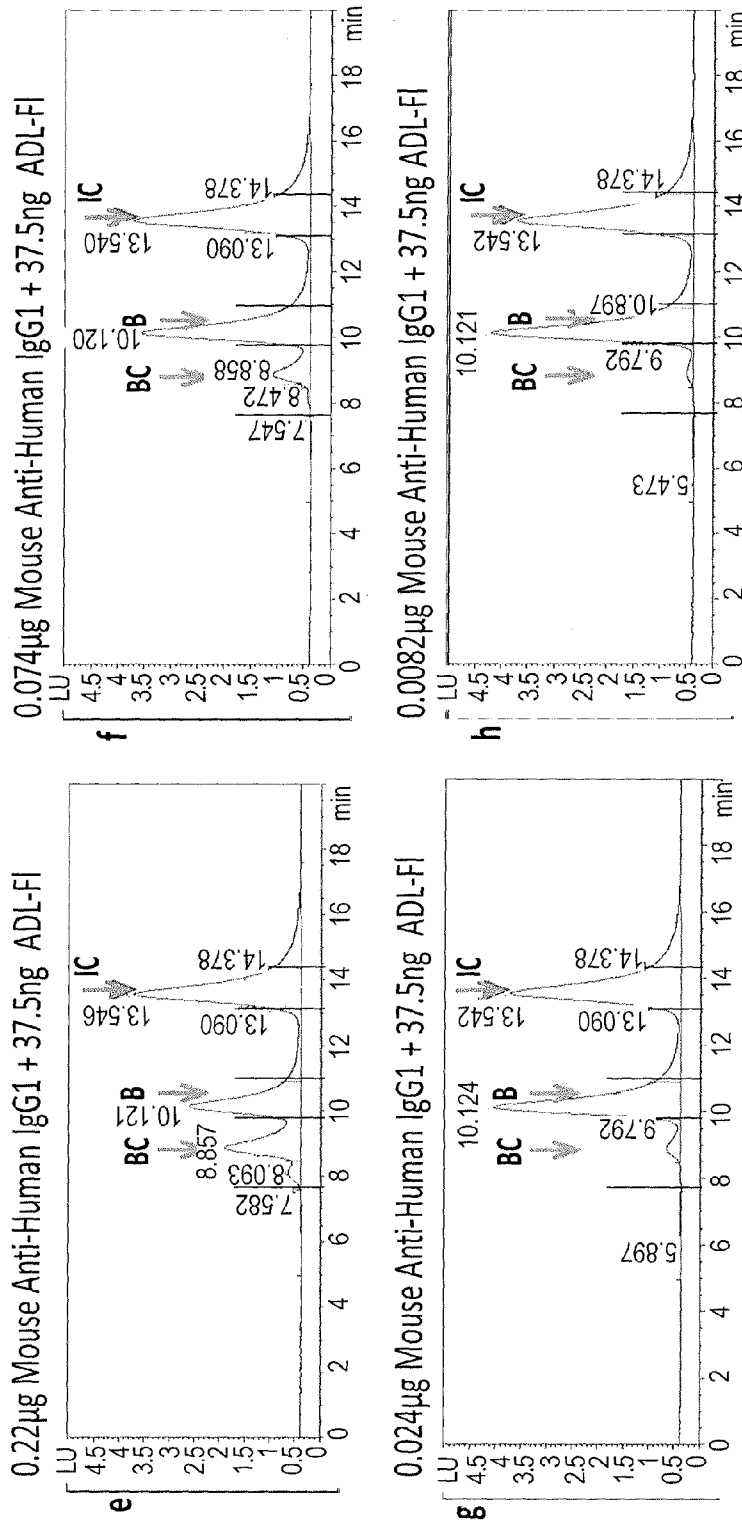 0.22µg Mouse Anti-Human IgG1 + 37.5ng ADL-Fl
e
LU
4.5
4
3.5
3
2.5
2
1.5
1
0.5
0
7.582
8.093
8.857
BC
10.121
B
13.090
13.546
IC
14.378
0 2 4 6 8 10 12 14 16 18 min
0.074µg Mouse Anti-Human IgG1 + 37.5ng ADL-Fl
f
LU
4.5
4
3.5
3
2.5
2
1.5
1
0.5
0
7.547
8.472
8.858
BC
10.120
B
13.090
13.540
IC
14.378
0 2 4 6 8 10 12 14 16 18 min
0.024µg Mouse Anti-Human IgG1 + 37.5ng ADL-Fl
g
LU
4.5
4
3.5
3
2.5
2
1.5
1
0.5
0
5.897
BC
9.792
10.124
B
13.090
13.542
IC
14.378
0 2 4 6 8 10 12 14 16 18 min
0.0082µg Mouse Anti-Human IgG1 + 37.5ng ADL-Fl
h
LU
4.5
4
3.5
3
2.5
2
1.5
1
0.5
0
5.473
BC
9.792
10.121
B
10.897
13.542
IC
14.378
0 2 4 6 8 10 12 14 16 18 min